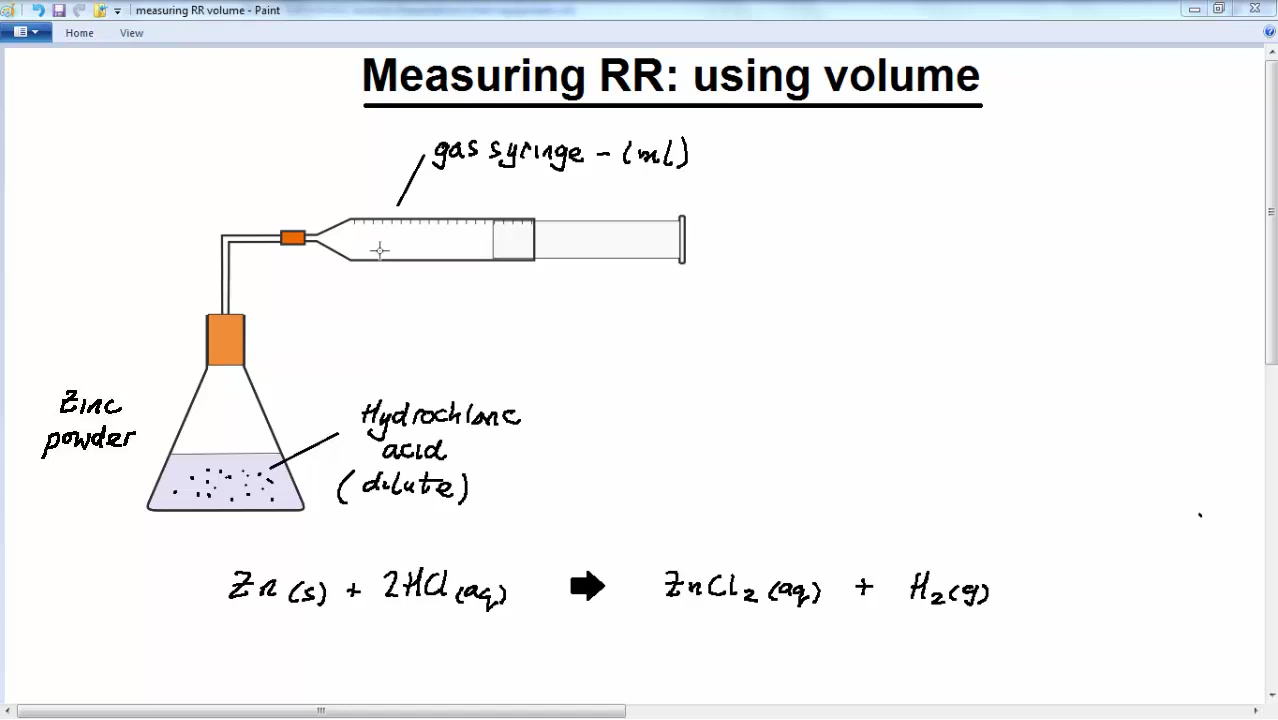 measuring RR volume - Paint
Home View
Measuring RR: using volume
gas syringe - (ml)
Zinc
powder
Hydrochloric
acid
(dilute)
Zn (s) + 2HCl (aq) → ZnCl₂ (aq) + H₂ (g)